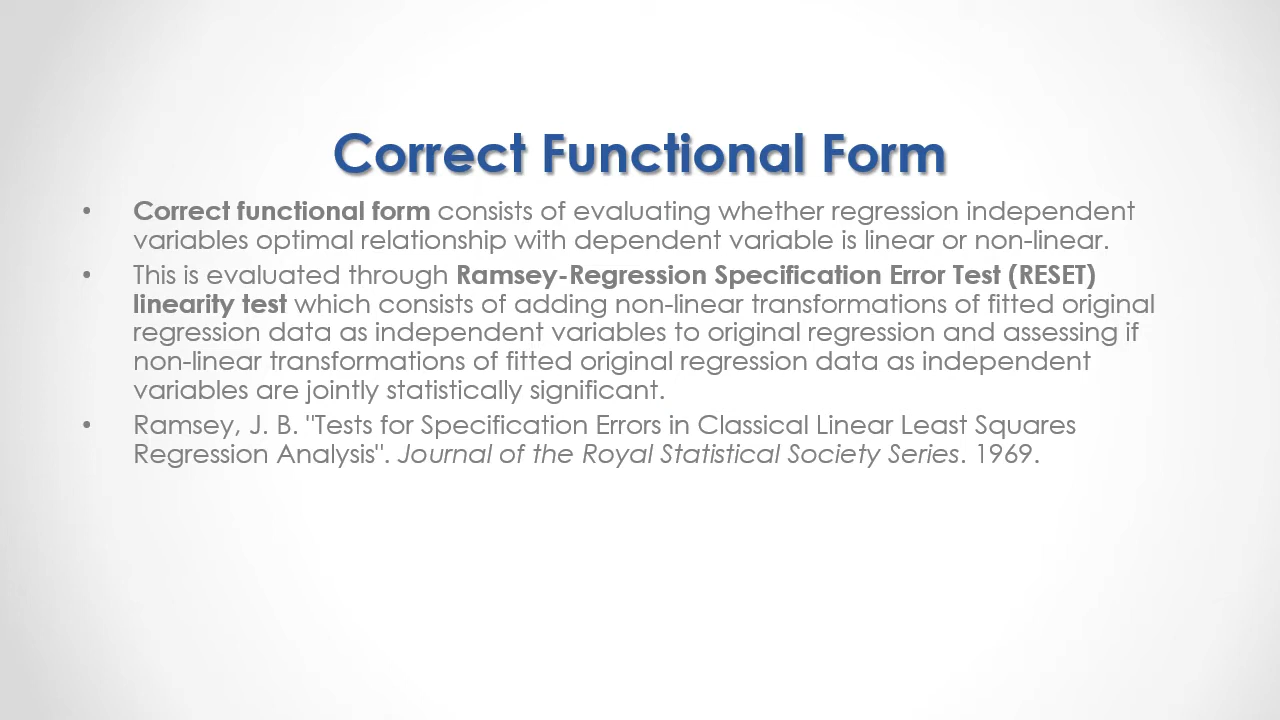 Correct Functional Form
• Correct functional form consists of evaluating whether regression independent
variables optimal relationship with dependent variable is linear or non-linear.
• This is evaluated through Ramsey-Regression Specification Error Test (RESET)
linearity test which consists of adding non-linear transformations of fitted original
regression data as independent variables to original regression and assessing if
non-linear transformations of fitted original regression data as independent
variables are jointly statistically significant.
• Ramsey, J. B. "Tests for Specification Errors in Classical Linear Least Squares
Regression Analysis". Journal of the Royal Statistical Society Series. 1969.